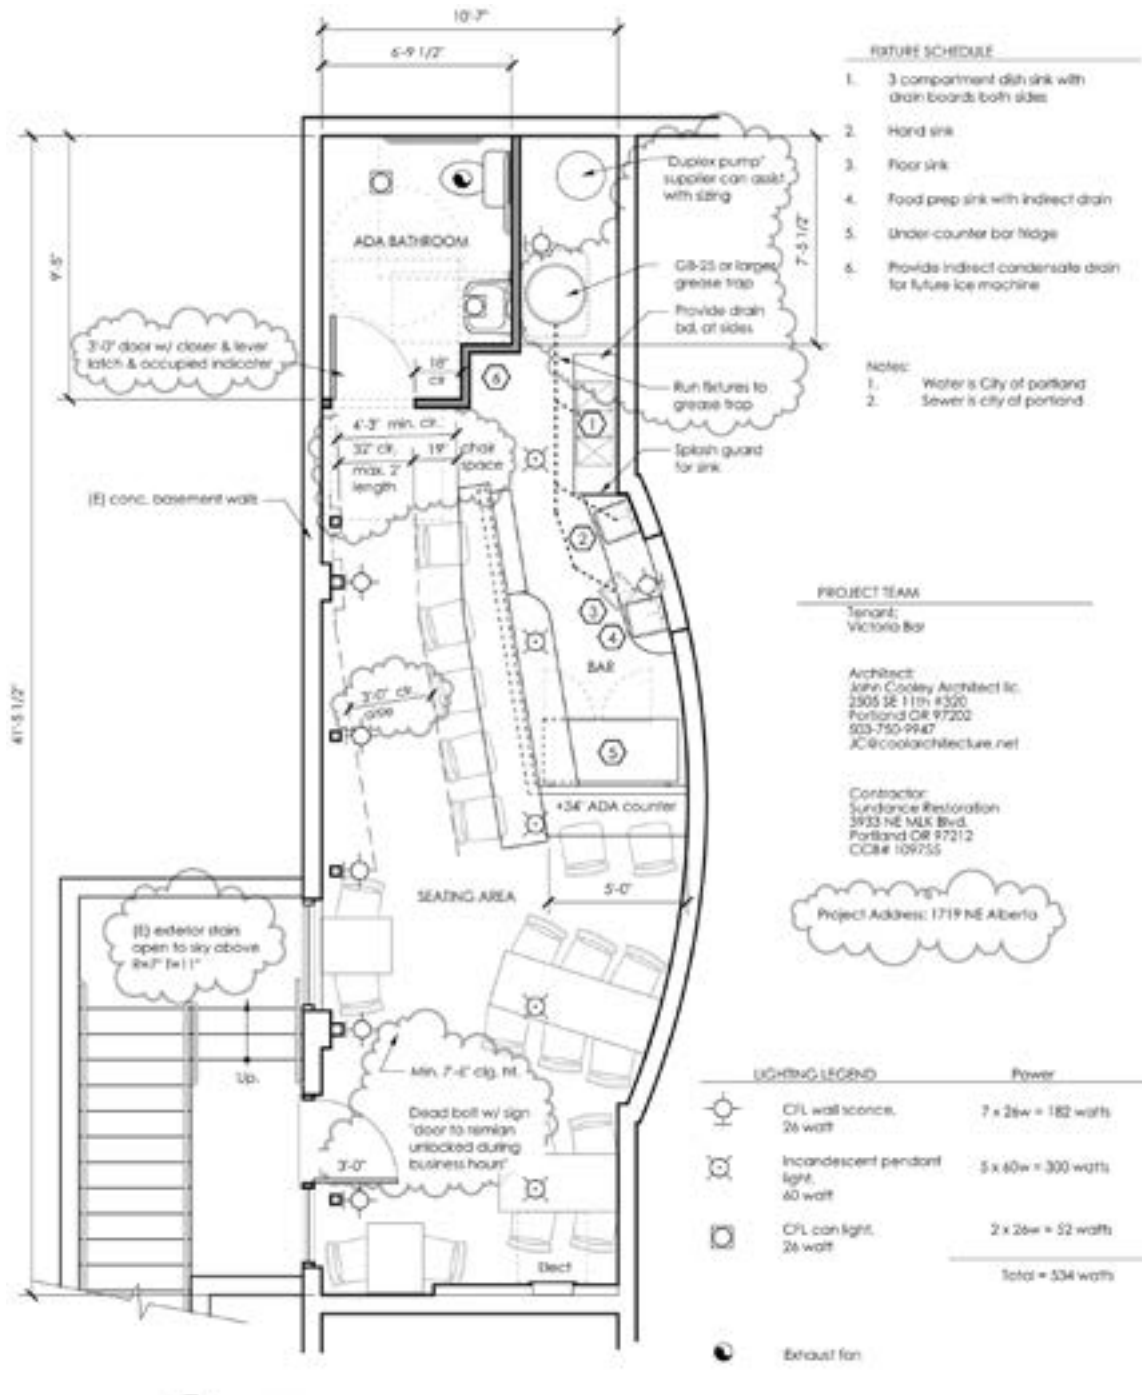 10'-7"
6'-9 1/2"
FIXTURE SCHEDULE
1. 3 compartment dish sink with
drain boards both sides
2. Hand sink
3. Floor sink
4. Food prep sink with indirect drain
5. Under-counter bar fridge
6. Provide indirect condensate drain
for future ice machine
Notes:
1. Water is City of portland
2. Sewer is city of portland
"Duplex pump"
supplier can assist
with sizing
7'-5 1/2"
9'-5"
ADA BATHROOM
GB-25 or larger
grease trap
Provide drain
bd. at sides
3'-0" door w/ closer & lever
latch & occupied indicator
18"
clr
6
Run fixtures to
grease trap
1
4'-3" min. clr.
32" clr,
max. 2'
length
19"
chair
space
Splash guard
for sink
(E) conc. basement walls
2
3
4
BAR
3'-0" clr.
5
+34" ADA counter
41'-5 1/2"
SEATING AREA
5'-0"
PROJECT TEAM
Tenant:
Victoria Bar
Architect:
John Cooley Architect llc.
2505 SE 11th #320
Portland OR 97202
503-750-9947
JC@coolarchitecture.net
Contractor:
Sundance Restoration
3933 NE MLK Blvd.
Portland OR 97212
CCB# 109755
Project Address: 1719 NE Alberta
(E) exterior stairs
open to sky above
R=7" T=11"
Up.
Min. 7'-6" clg. ht.
Dead bolt w/ sign
"door to remian
unlocked during
business hours"
3'-0"
Elect
LIGHTING LEGEND Power
CFL wall sconce,
26 watt
7 x 26w = 182 watts
Incandescent pendant
light,
60 watt
5 x 60w = 300 watts
CFL can light,
26 watt
2 x 26w = 52 watts
Total = 534 watts
Exhaust fan